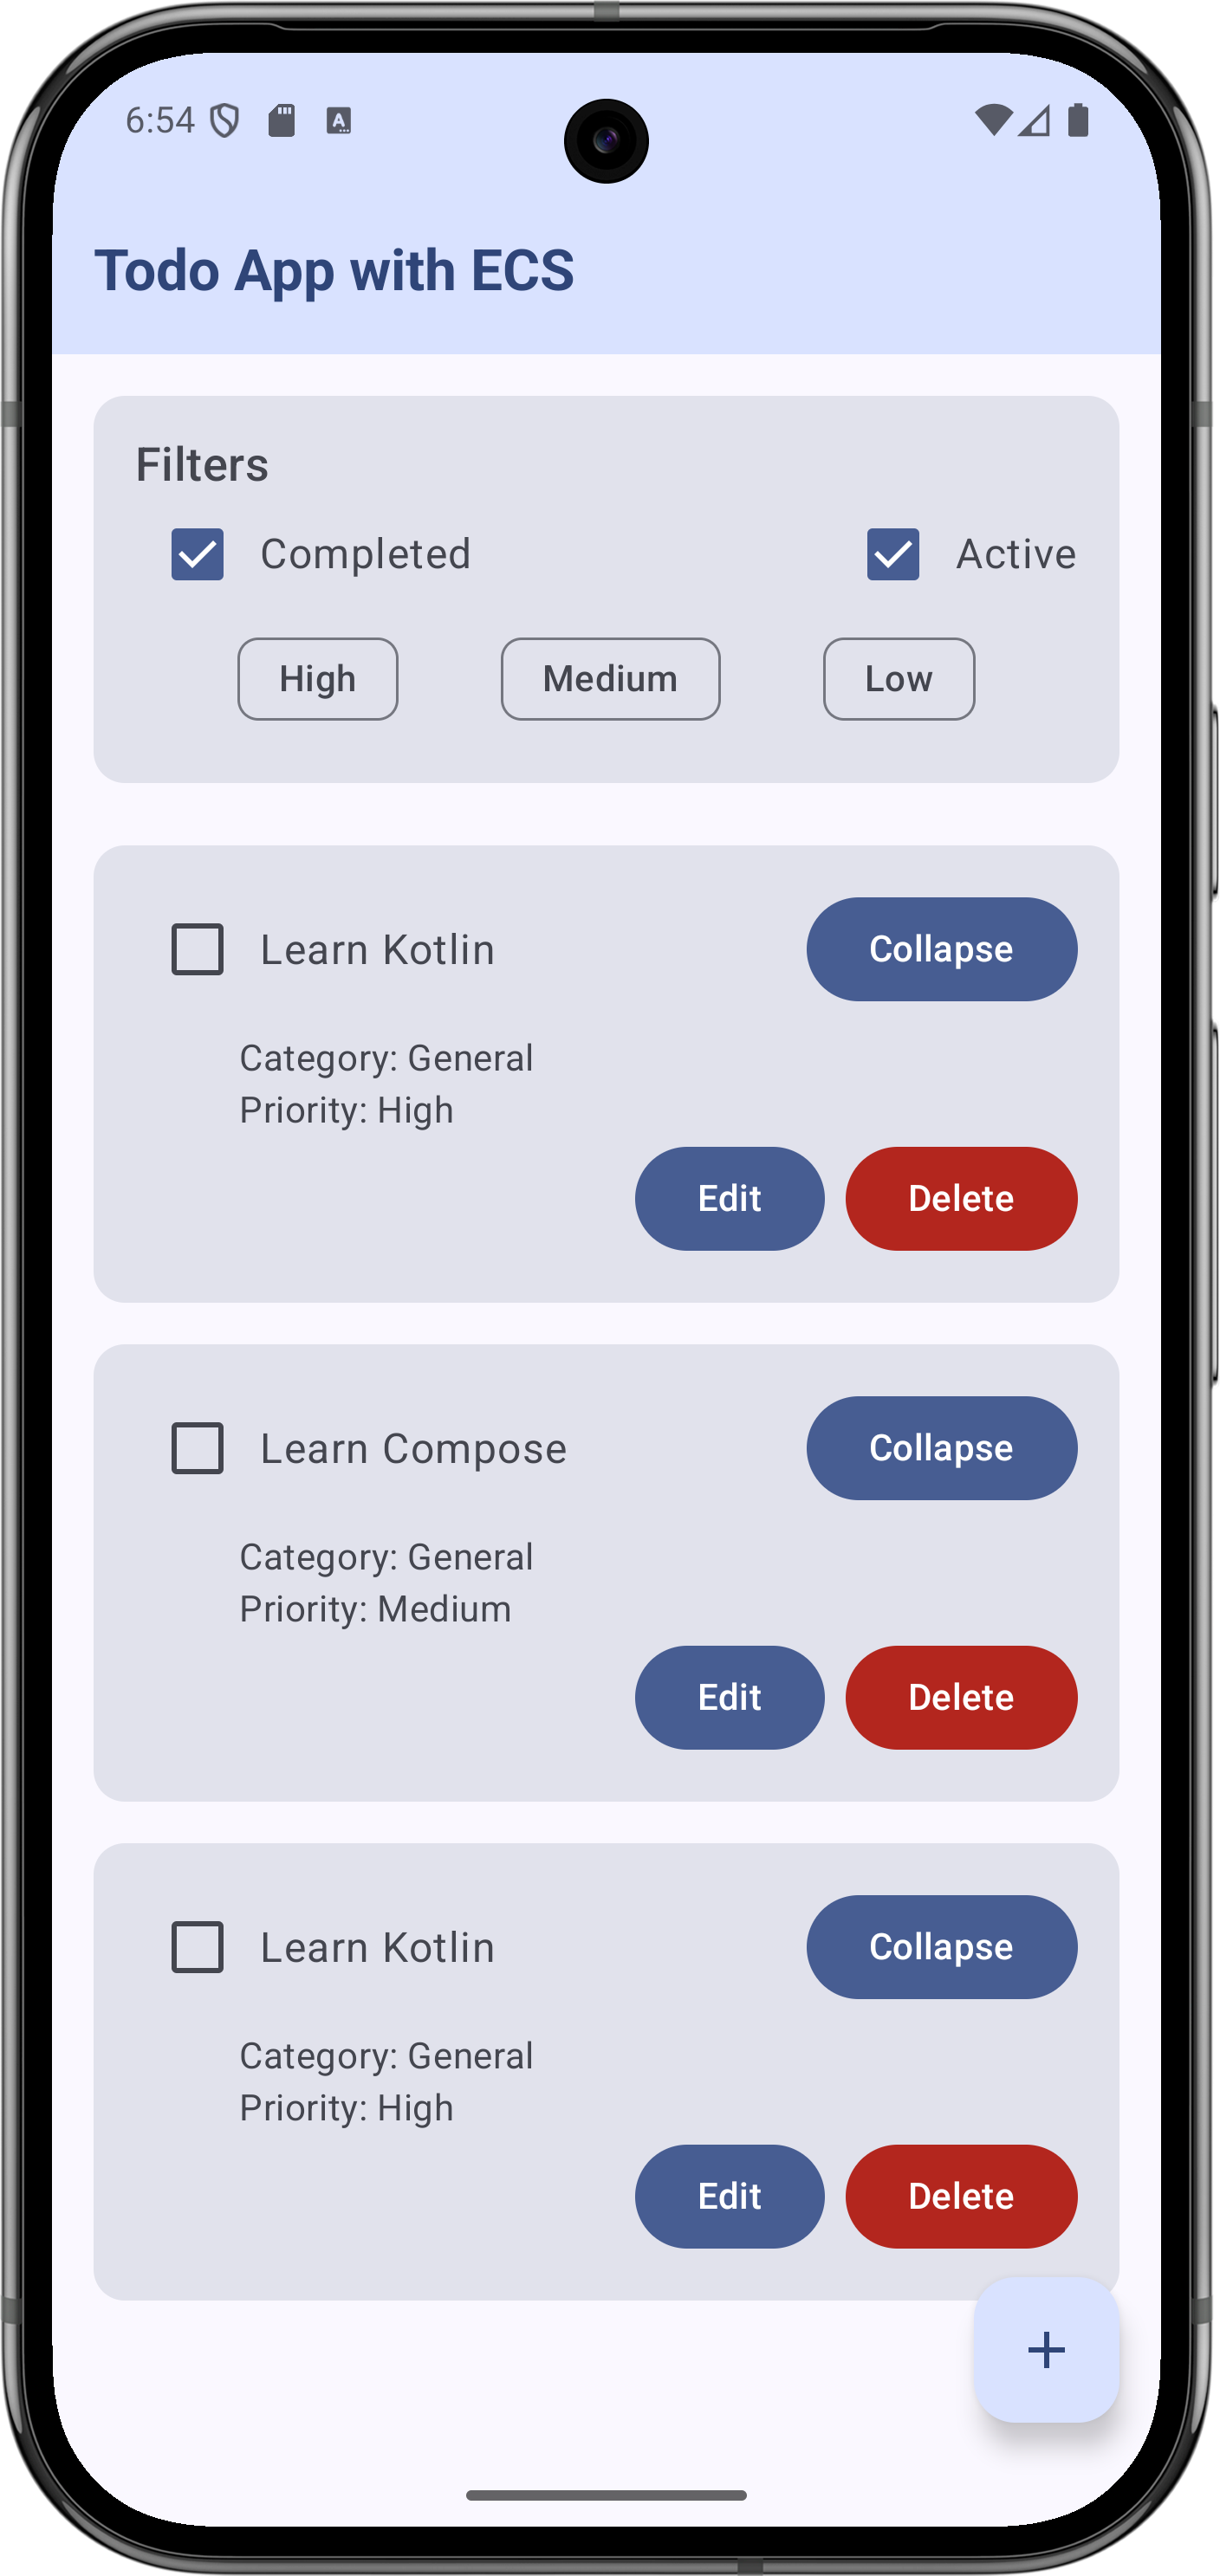 6:54
Todo App with ECS
Filters
Completed Active
High Medium Low
Learn Kotlin Collapse
Category: General
Priority: High
Edit Delete
Learn Compose Collapse
Category: General
Priority: Medium
Edit Delete
Learn Kotlin Collapse
Category: General
Priority: High
Edit Delete
+